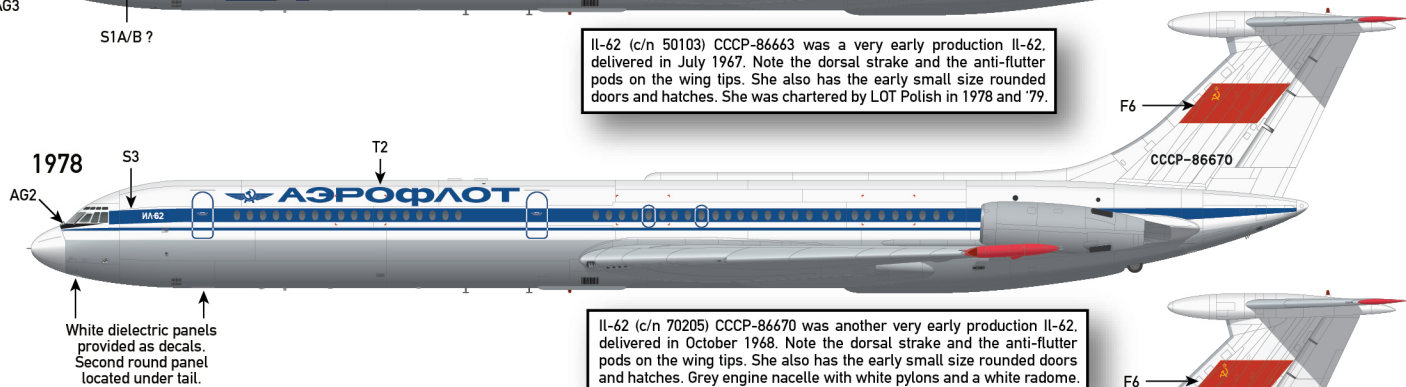 AG3
S1A/B ?
Il-62 (c/n 50103) CCCP-86663 was a very early production Il-62,
delivered in July 1967. Note the dorsal strake and the anti-flutter
pods on the wing tips. She also has the early small size rounded
doors and hatches. She was chartered by LOT Polish in 1978 and ‘79.
F6
CCCP-86670
1978
S3
T2
AG2
ИЛ62
АЭРОФЛОТ
White dielectric panels
provided as decals.
Second round panel
located under tail.
Il-62 (c/n 70205) CCCP-86670 was another very early production Il-62,
delivered in October 1968. Note the dorsal strake and the anti-flutter
pods on the wing tips. She also has the early small size rounded doors
and hatches. Grey engine nacelle with white pylons and a white radome.
F6